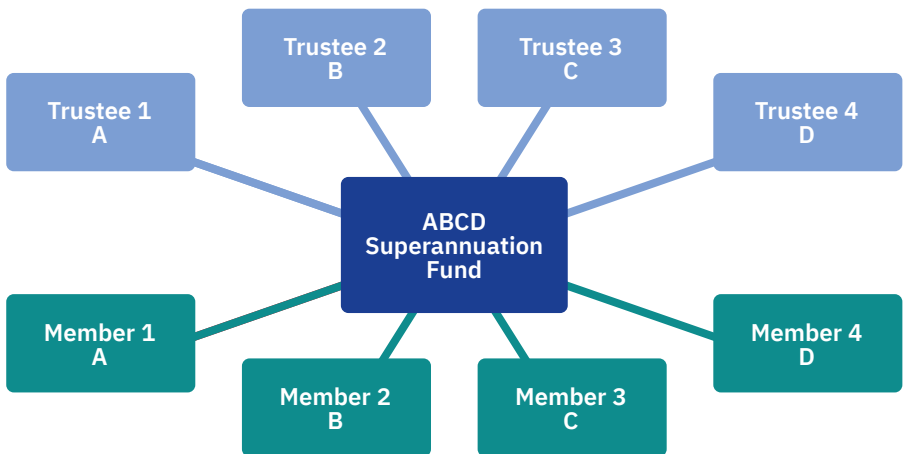 Trustee 1
A
Trustee 2
B
Trustee 3
C
Trustee 4
D
ABCD
Superannuation
Fund
Member 1
A
Member 2
B
Member 3
C
Member 4
D